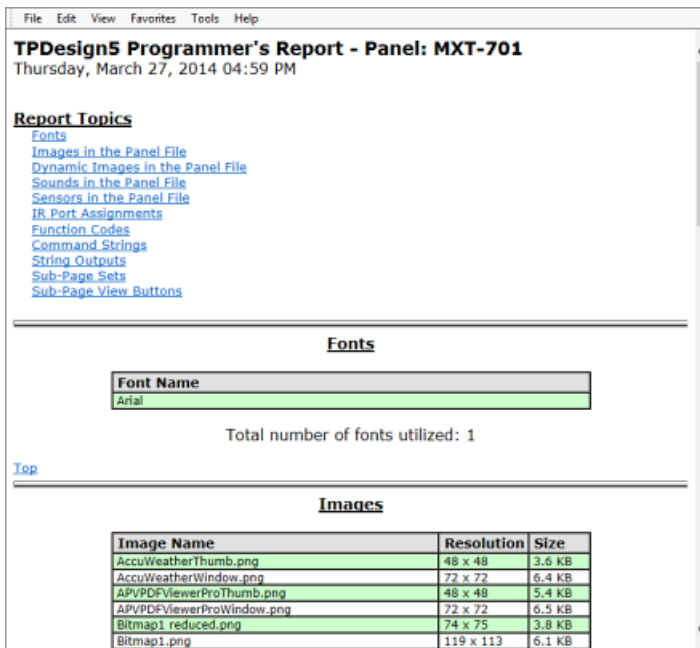 File Edit View Favorites Tools Help
TPDesign5 Programmer's Report - Panel: MXT-701
Thursday, March 27, 2014 04:59 PM
Report Topics
Fonts
Images in the Panel File
Dynamic Images in the Panel File
Sounds in the Panel File
Sensors in the Panel File
IR Port Assignments
Function Codes
Command Strings
String Outputs
Sub-Page Sets
Sub-Page View Buttons
Fonts
Font Name
Arial
Total number of fonts utilized: 1
Top
Images
Image Name Resolution Size
AccuWeatherThumb.png 48 x 48 3.6 KB
AccuWeatherWindow.png 72 x 72 6.4 KB
APVPDFViewerProThumb.png 48 x 48 5.4 KB
APVPDFViewerProWindow.png 72 x 72 6.5 KB
Bitmap1 reduced.png 74 x 75 3.8 KB
Bitmap1.png 119 x 113 6.1 KB